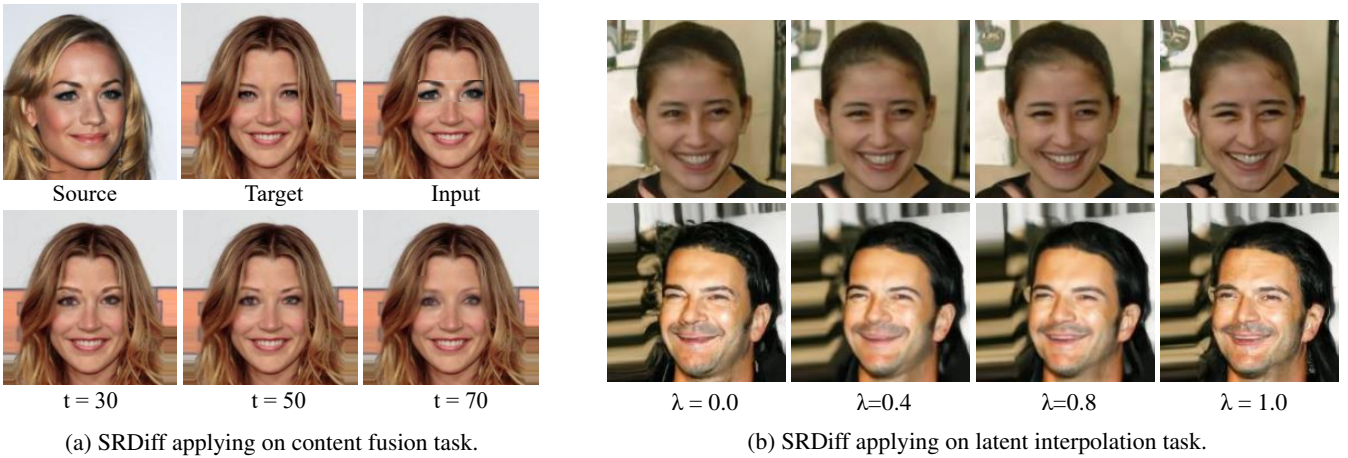 Source Target Input
t = 30 t = 50 t = 70
(a) SRDiff applying on content fusion task.
λ = 0.0 λ=0.4 λ=0.8 λ = 1.0
(b) SRDiff applying on latent interpolation task.